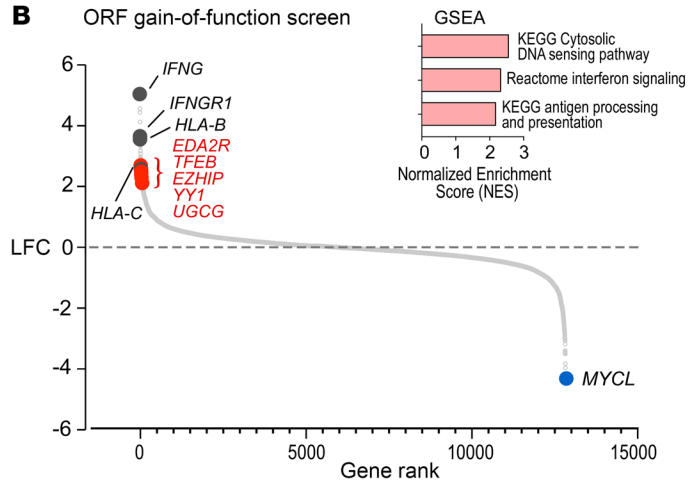 B
ORF gain-of-function screen
GSEA
KEGG Cytosolic
DNA sensing pathway
Reactome interferon signaling
KEGG antigen processing
and presentation
0 1 2 3
Normalized Enrichment
Score (NES)
IFNG
IFNGR1
HLA-B
EDA2R
TFEB
EZHIP
YY1
UGCG
HLA-C
MYCL
LFC
6
4
2
0
-2
-4
-6
0 5000 10000 15000
Gene rank